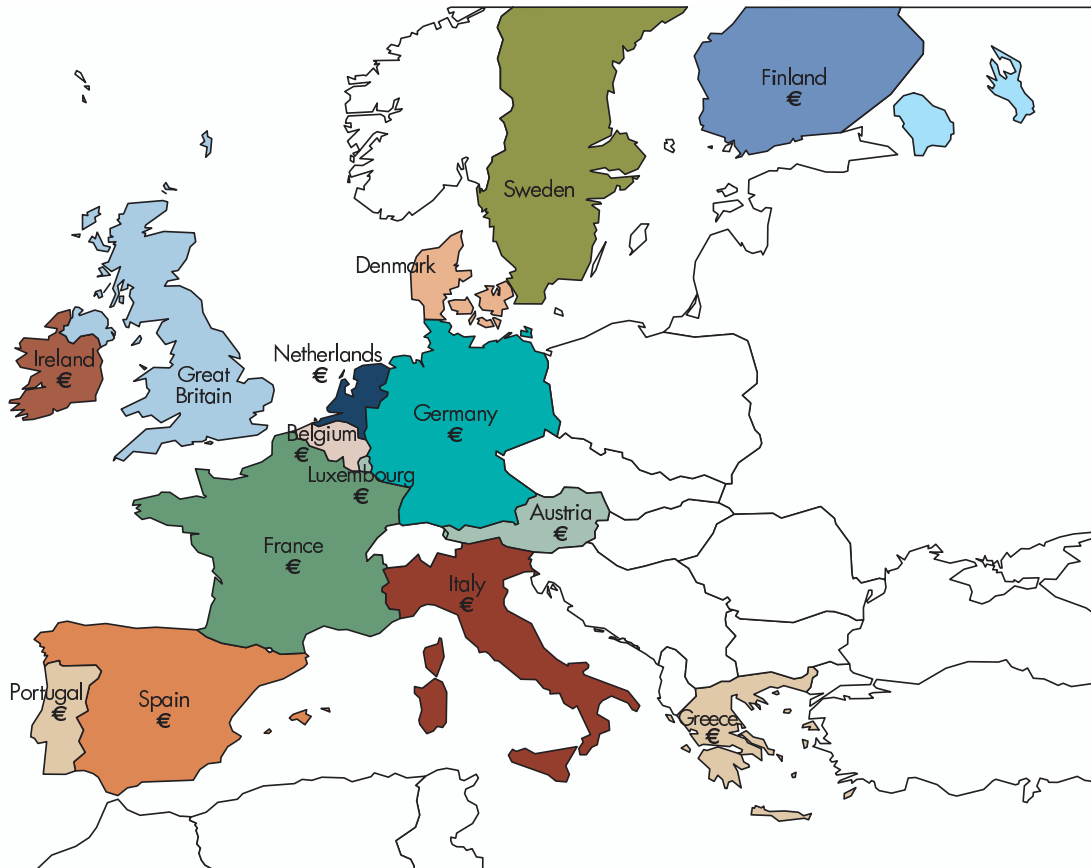 Finland
€
Sweden
Denmark
Netherlands
€
Ireland
€
Great
Britain
Germany
€
Belgium
€
Luxembourg
€
Austria
€
France
€
Italy
€
Portugal
€
Spain
€
Greece
€